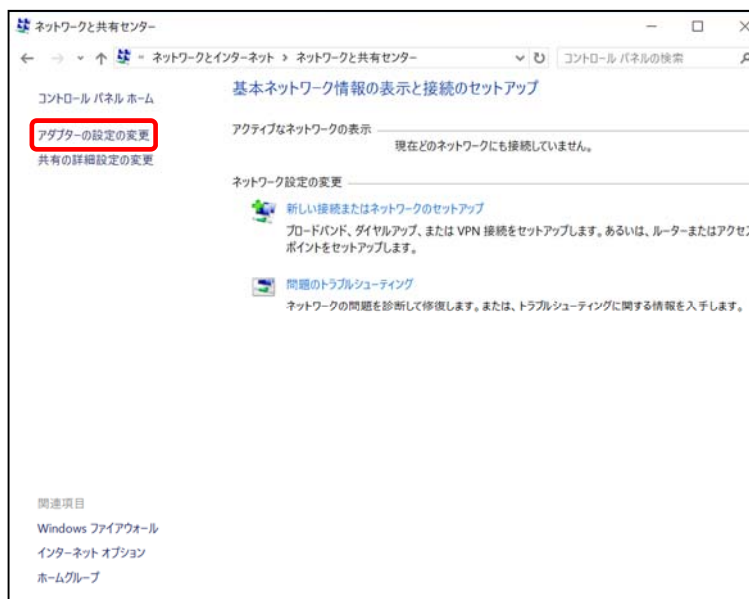 ネットワークと共有センター
ネットワークとインターネット › ネットワークと共有センター
コントロール パネルの検索
コントロール パネル ホーム
アダプターの設定の変更
共有の詳細設定の変更
基本ネットワーク情報の表示と接続のセットアップ
アクティブなネットワークの表示
現在どのネットワークにも接続していません。
ネットワーク設定の変更
新しい接続またはネットワークのセットアップ
ブロードバンド、ダイヤルアップ、または VPN 接続をセットアップします。あるいは、ルーターまたはアクセス
ポイントをセットアップします。
問題のトラブルシューティング
ネットワークの問題を診断して修復します。または、トラブルシューティングに関する情報を入手します。
関連項目
Windows ファイアウォール
インターネット オプション
ホームグループ